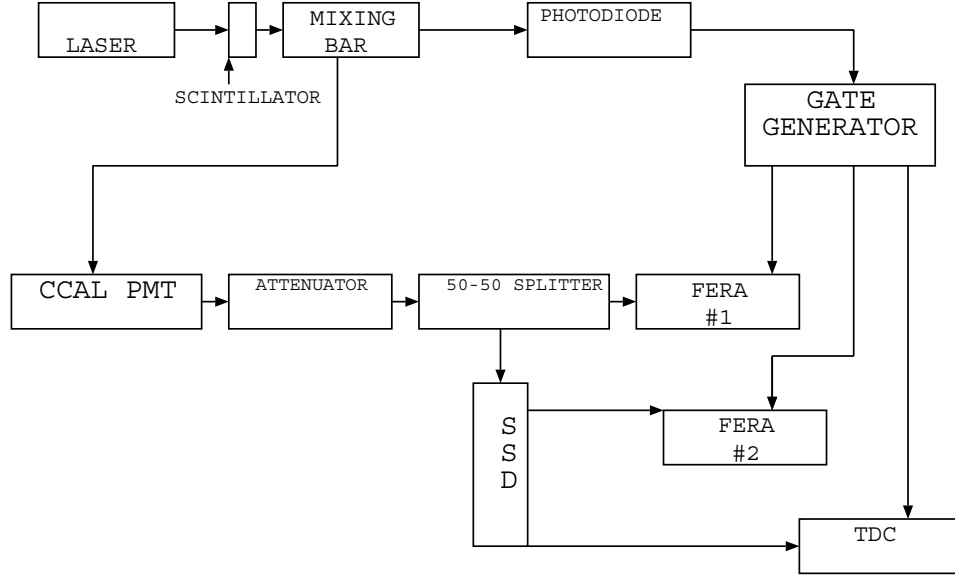 LASER
MIXING
BAR
PHOTODIODE
SCINTILLATOR
GATE
GENERATOR
CCAL PMT
ATTENUATOR
50-50 SPLITTER
FERA
#1
S
S
D
FERA
#2
TDC